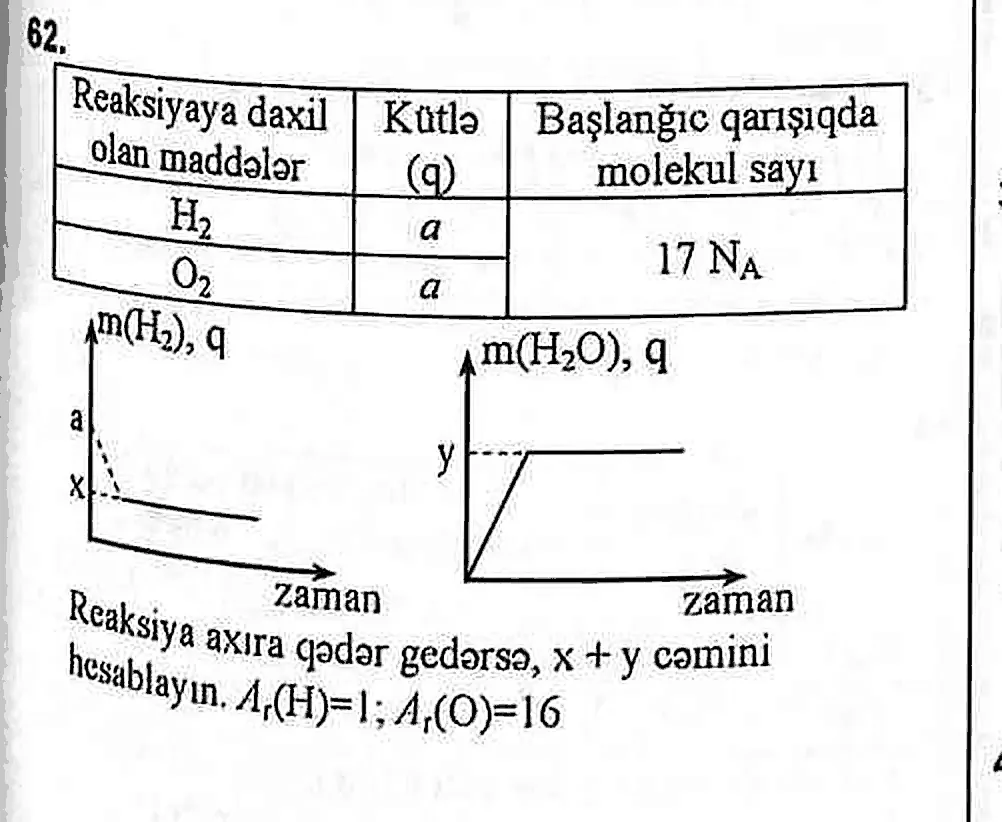 62.
Reaksiyaya daxil
olan maddələr
Kütlə
(q)
Başlanğıc qarışıqda
molekul sayı
H₂
a
O₂
a
17 N_A
m(H₂), q
a
x
zaman
m(H₂O), q
y
zaman
Reaksiya axıra qədər gedərsə, x + y cəmini
hesablayın. Aᵣ(H)=1; Aᵣ(O)=16